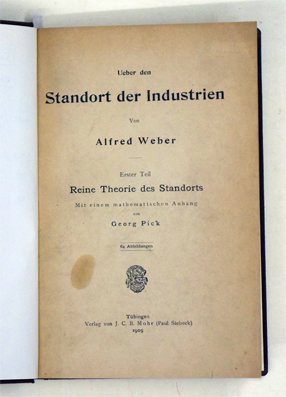 Ueber den
Standort der Industrien
Von
Alfred Weber
Erster Teil
Reine Theorie des Standorts
Mit einem mathematischen Anhang
von
Georg Pick
64 Abbildungen
Tübingen
Verlag von J. C. B. Mohr (Paul Siebeck)
1909